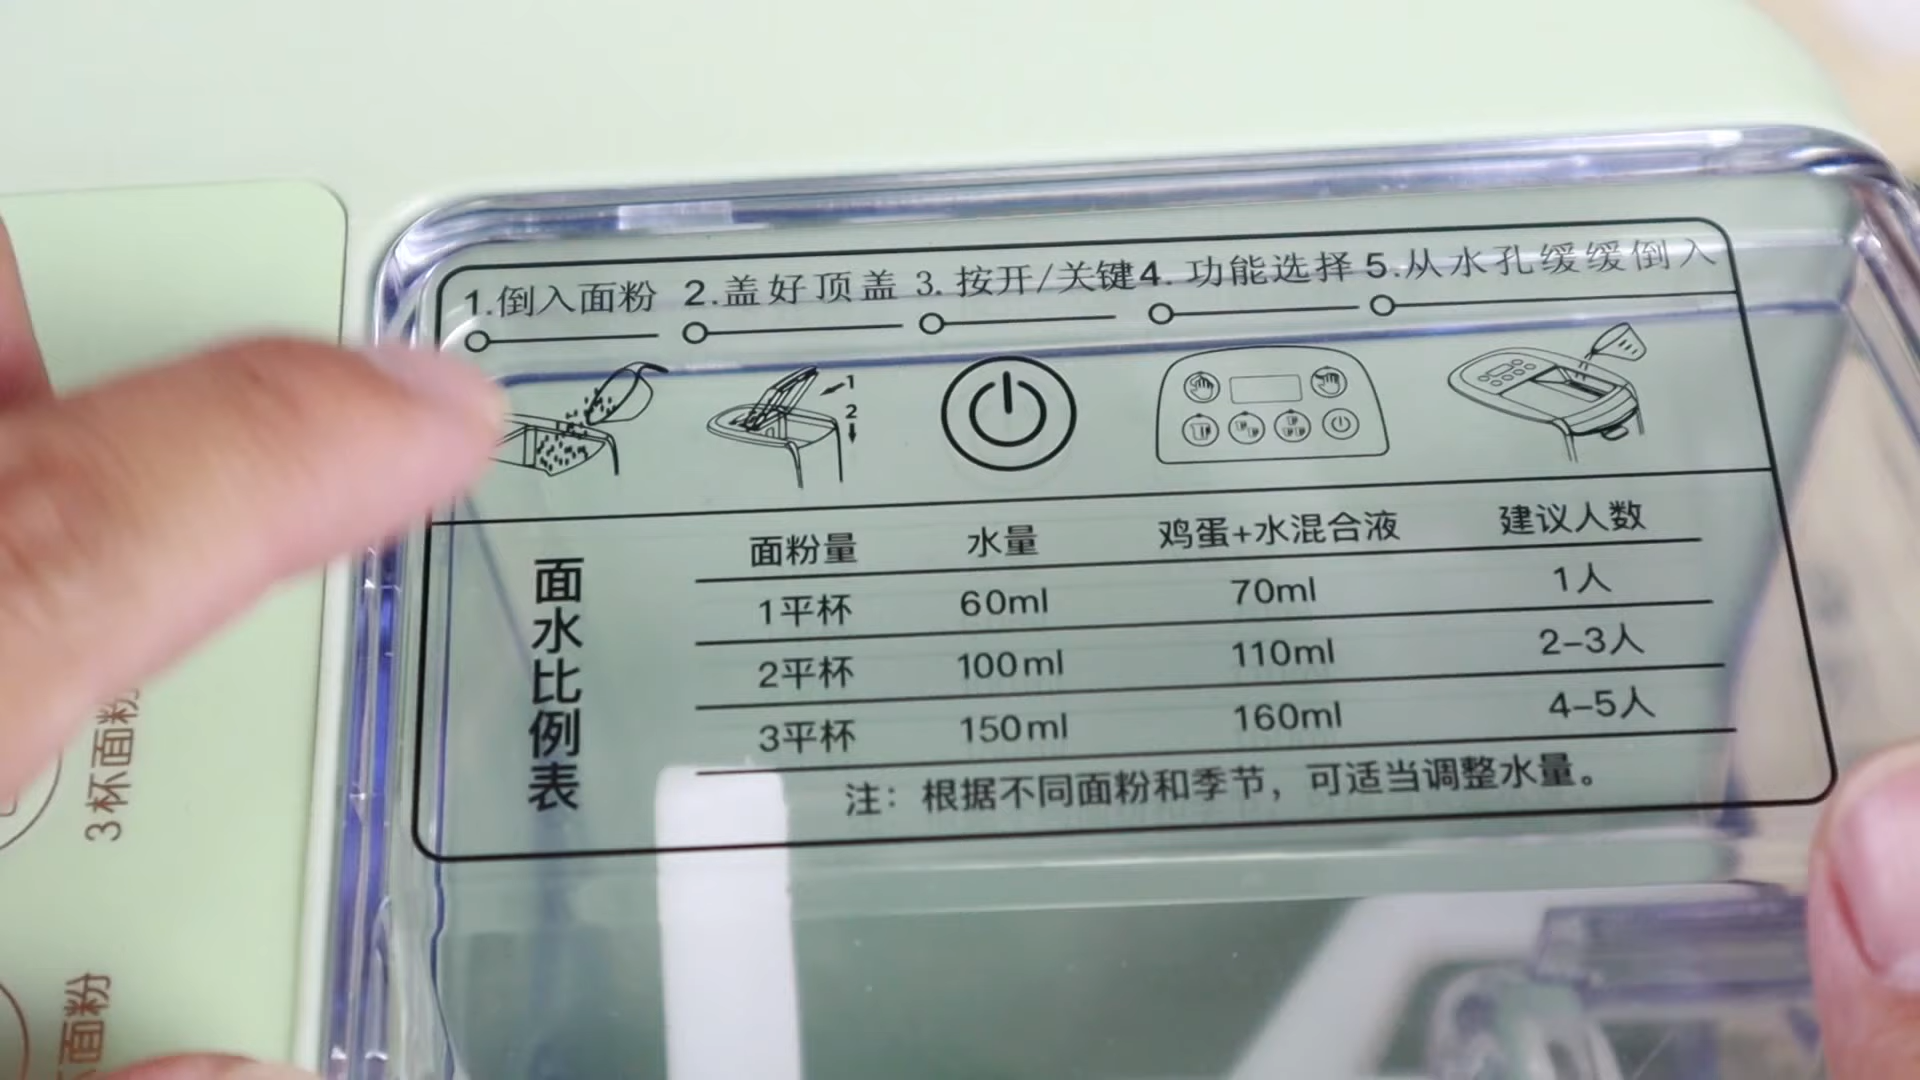 1.倒入面粉 2.盖好顶盖 3.按开/关键 4.功能选择 5.从水孔缓缓倒入
1
2
面水比例表
面粉量 水量 鸡蛋+水混合液 建议人数
1平杯 60ml 70ml 1人
2平杯 100ml 110ml 2-3人
3平杯 150ml 160ml 4-5人
注：根据不同面粉和季节，可适当调整水量。
3杯面粉
面粉